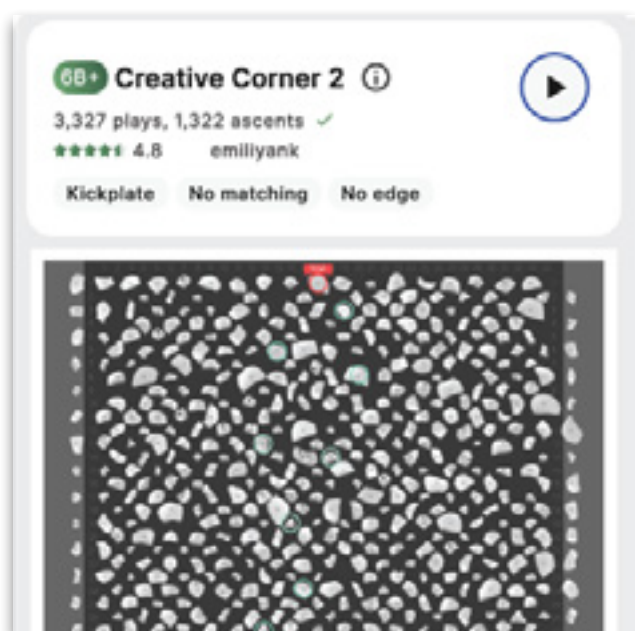 6B+ Creative Corner 2
3,327 plays, 1,322 ascents
4.8 emiliyank
Kickplate No matching No edge